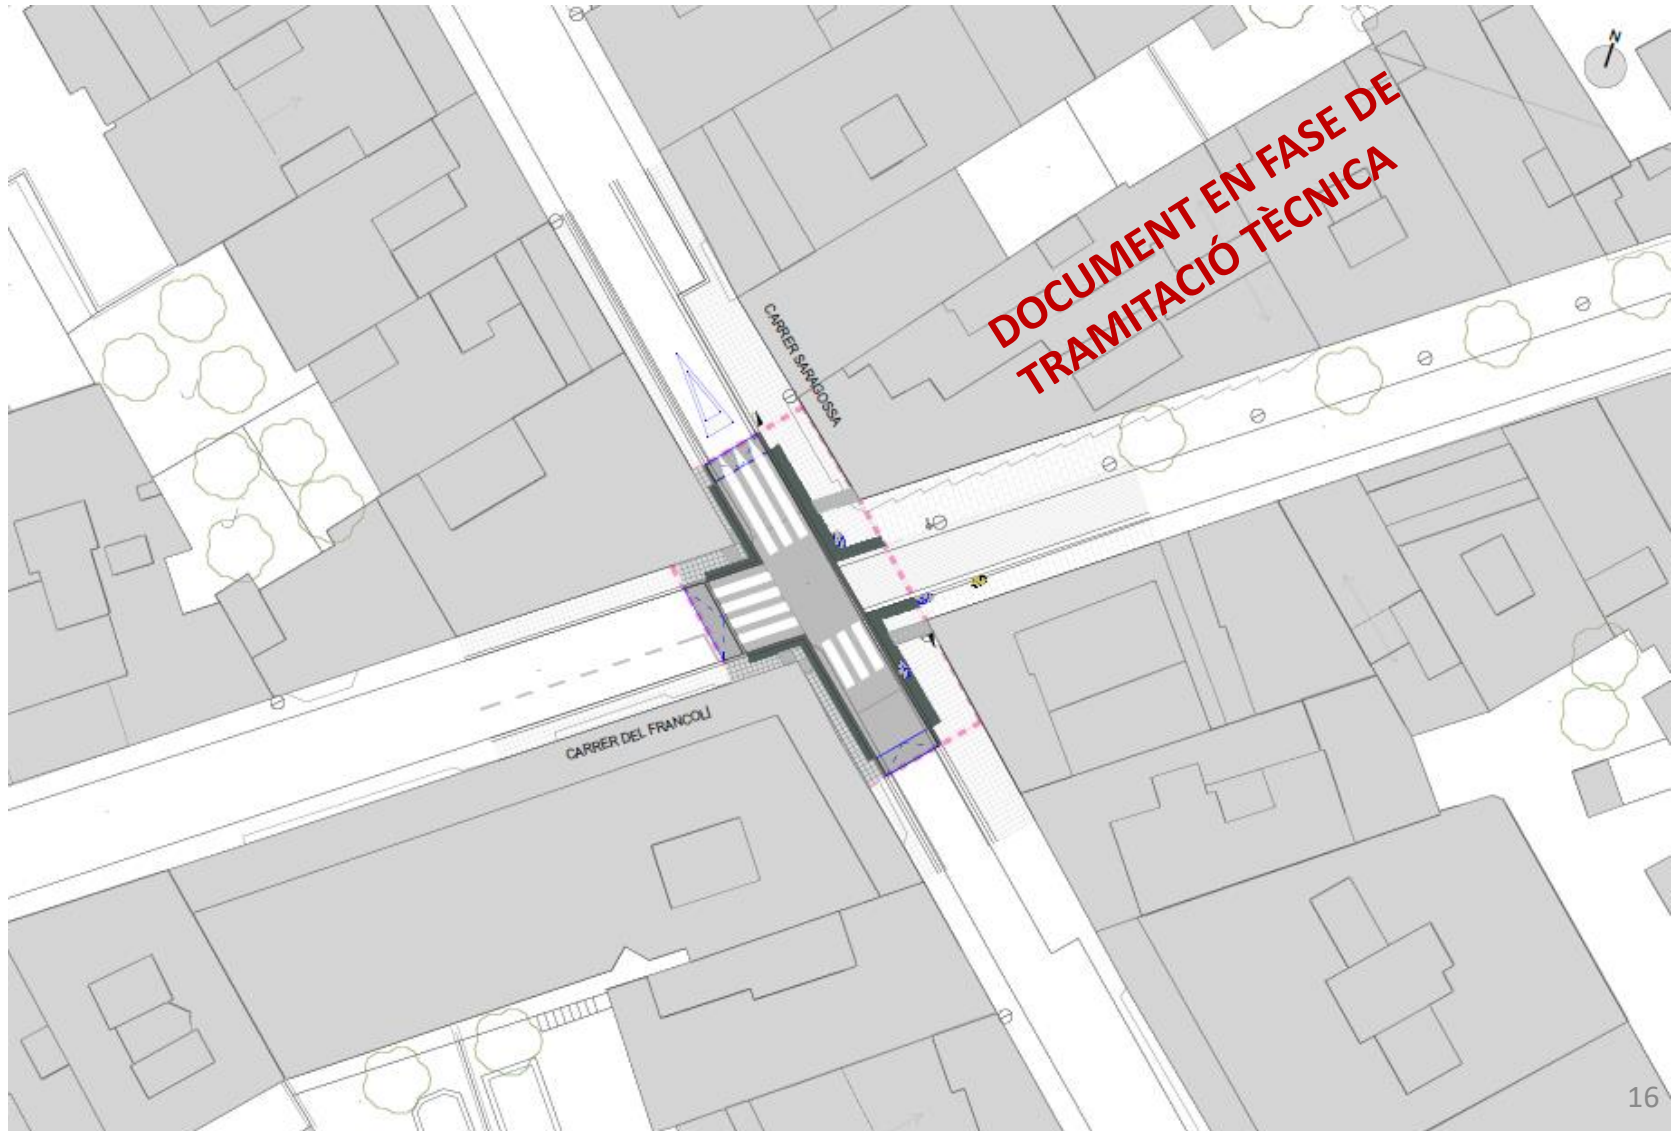 N
DOCUMENT EN FASE DE
TRAMITACIÓ TÈCNICA
CARRER SARAGOSSA
CARRER DEL FRANCOLÍ
16